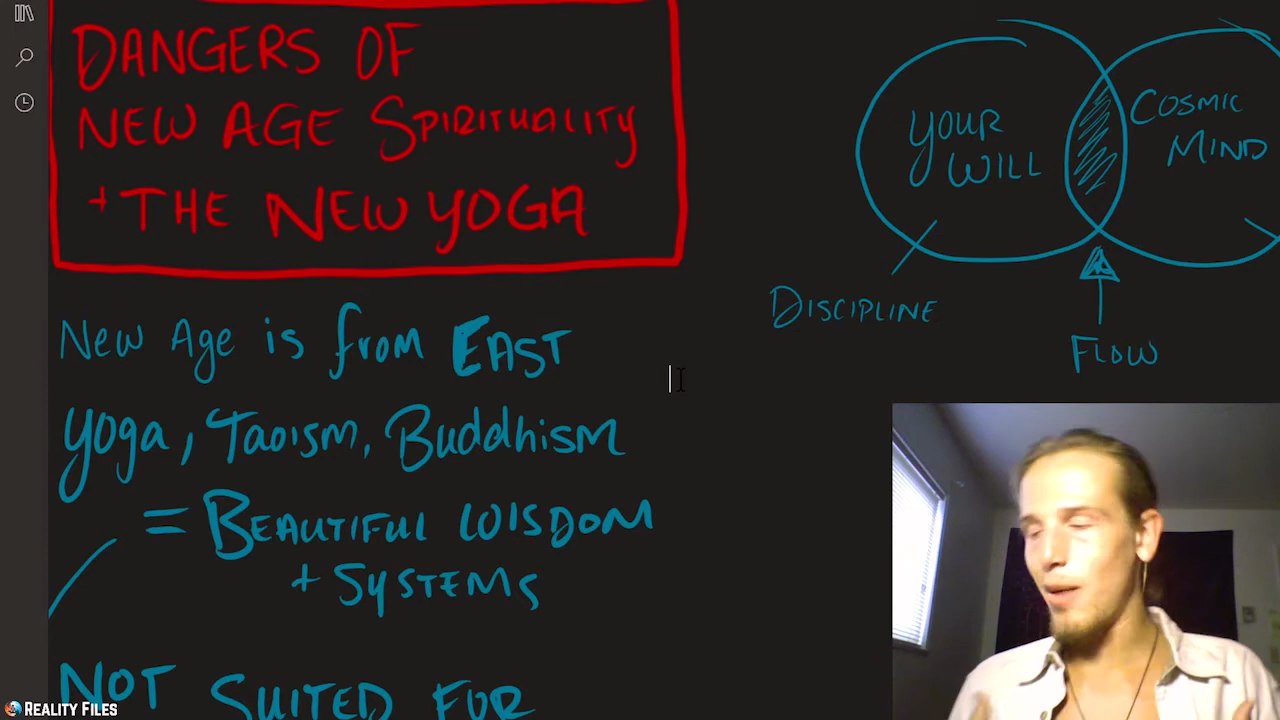 DANGERS OF
NEW AGE SPIRITUALITY
+ THE NEW YOGA
YOUR
WILL
COSMIC
MIND
DISCIPLINE
FLOW
New Age is from EAST
Yoga, Taoism, Buddhism
= BEAUTIFUL WISDOM
+ SYSTEMS
NOT SUITED FOR
REALITY FILES